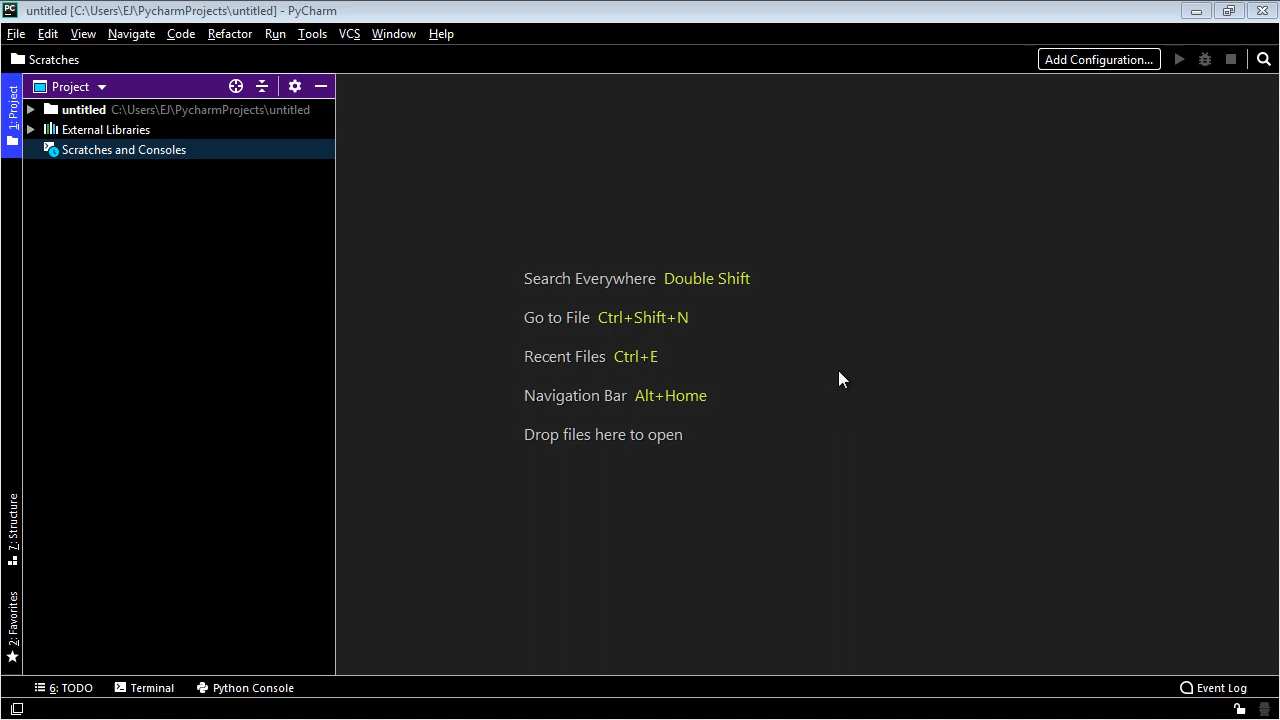 PC untitled [C:\Users\EJ\PycharmProjects\untitled] - PyCharm
File Edit View Navigate Code Refactor Run Tools VCS Window Help
Scratches
Add Configuration...
1: Project
Project
untitled C:\Users\EJ\PycharmProjects\untitled
External Libraries
Scratches and Consoles
Search Everywhere Double Shift
Go to File Ctrl+Shift+N
Recent Files Ctrl+E
Navigation Bar Alt+Home
Drop files here to open
7: Structure
2: Favorites
6: TODO Terminal Python Console Event Log